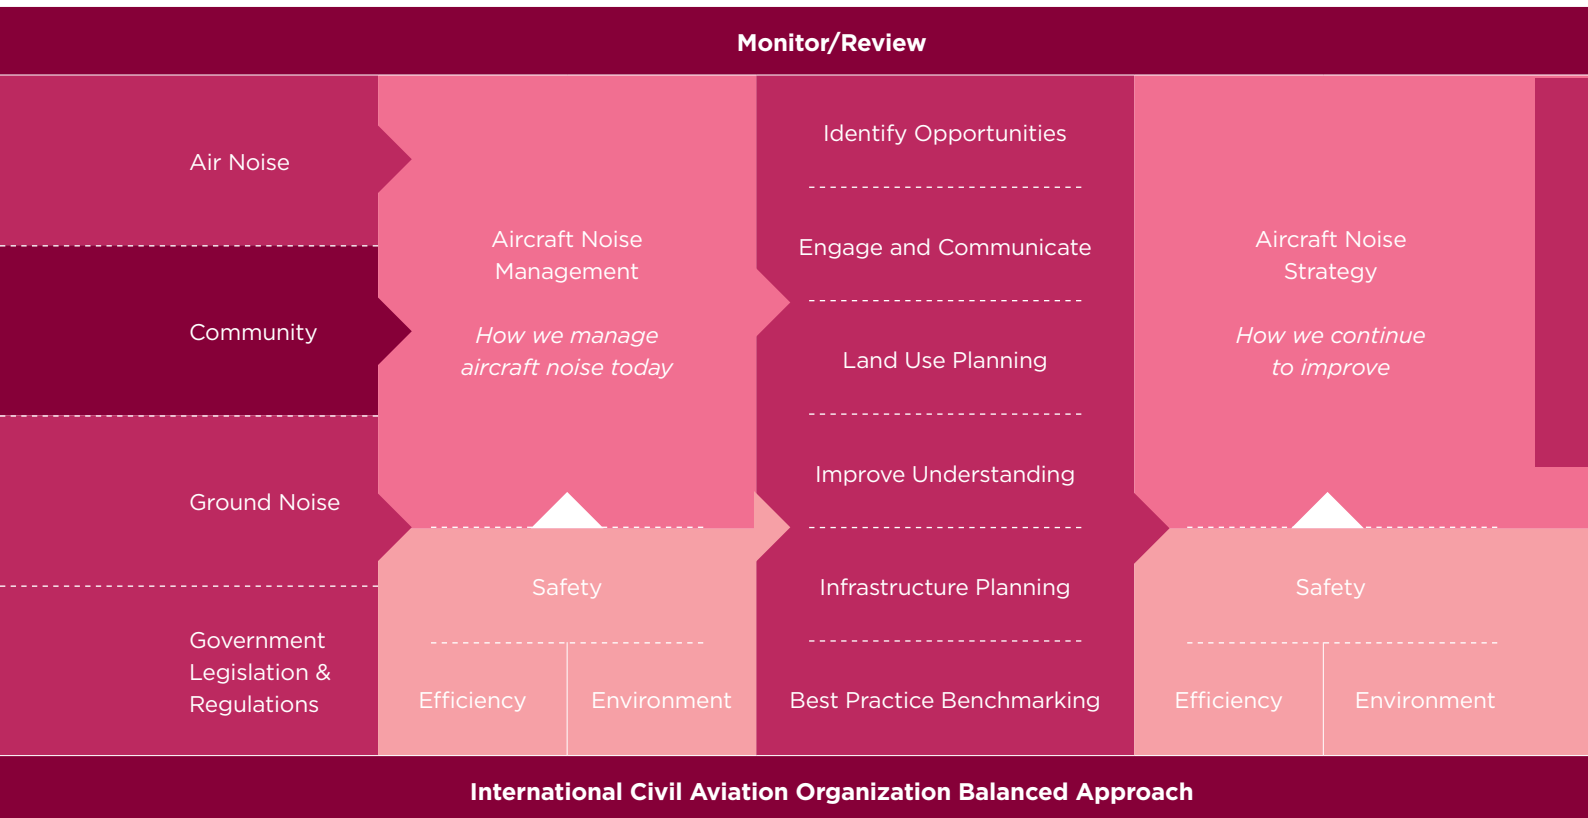 Monitor/Review
Air Noise
Community
Ground Noise
Government
Legislation &
Regulations
Aircraft Noise
Management
How we manage
aircraft noise today
Safety
Efficiency
Environment
Identify Opportunities
Engage and Communicate
Land Use Planning
Improve Understanding
Infrastructure Planning
Best Practice Benchmarking
Aircraft Noise
Strategy
How we continue
to improve
Safety
Efficiency
Environment
International Civil Aviation Organization Balanced Approach